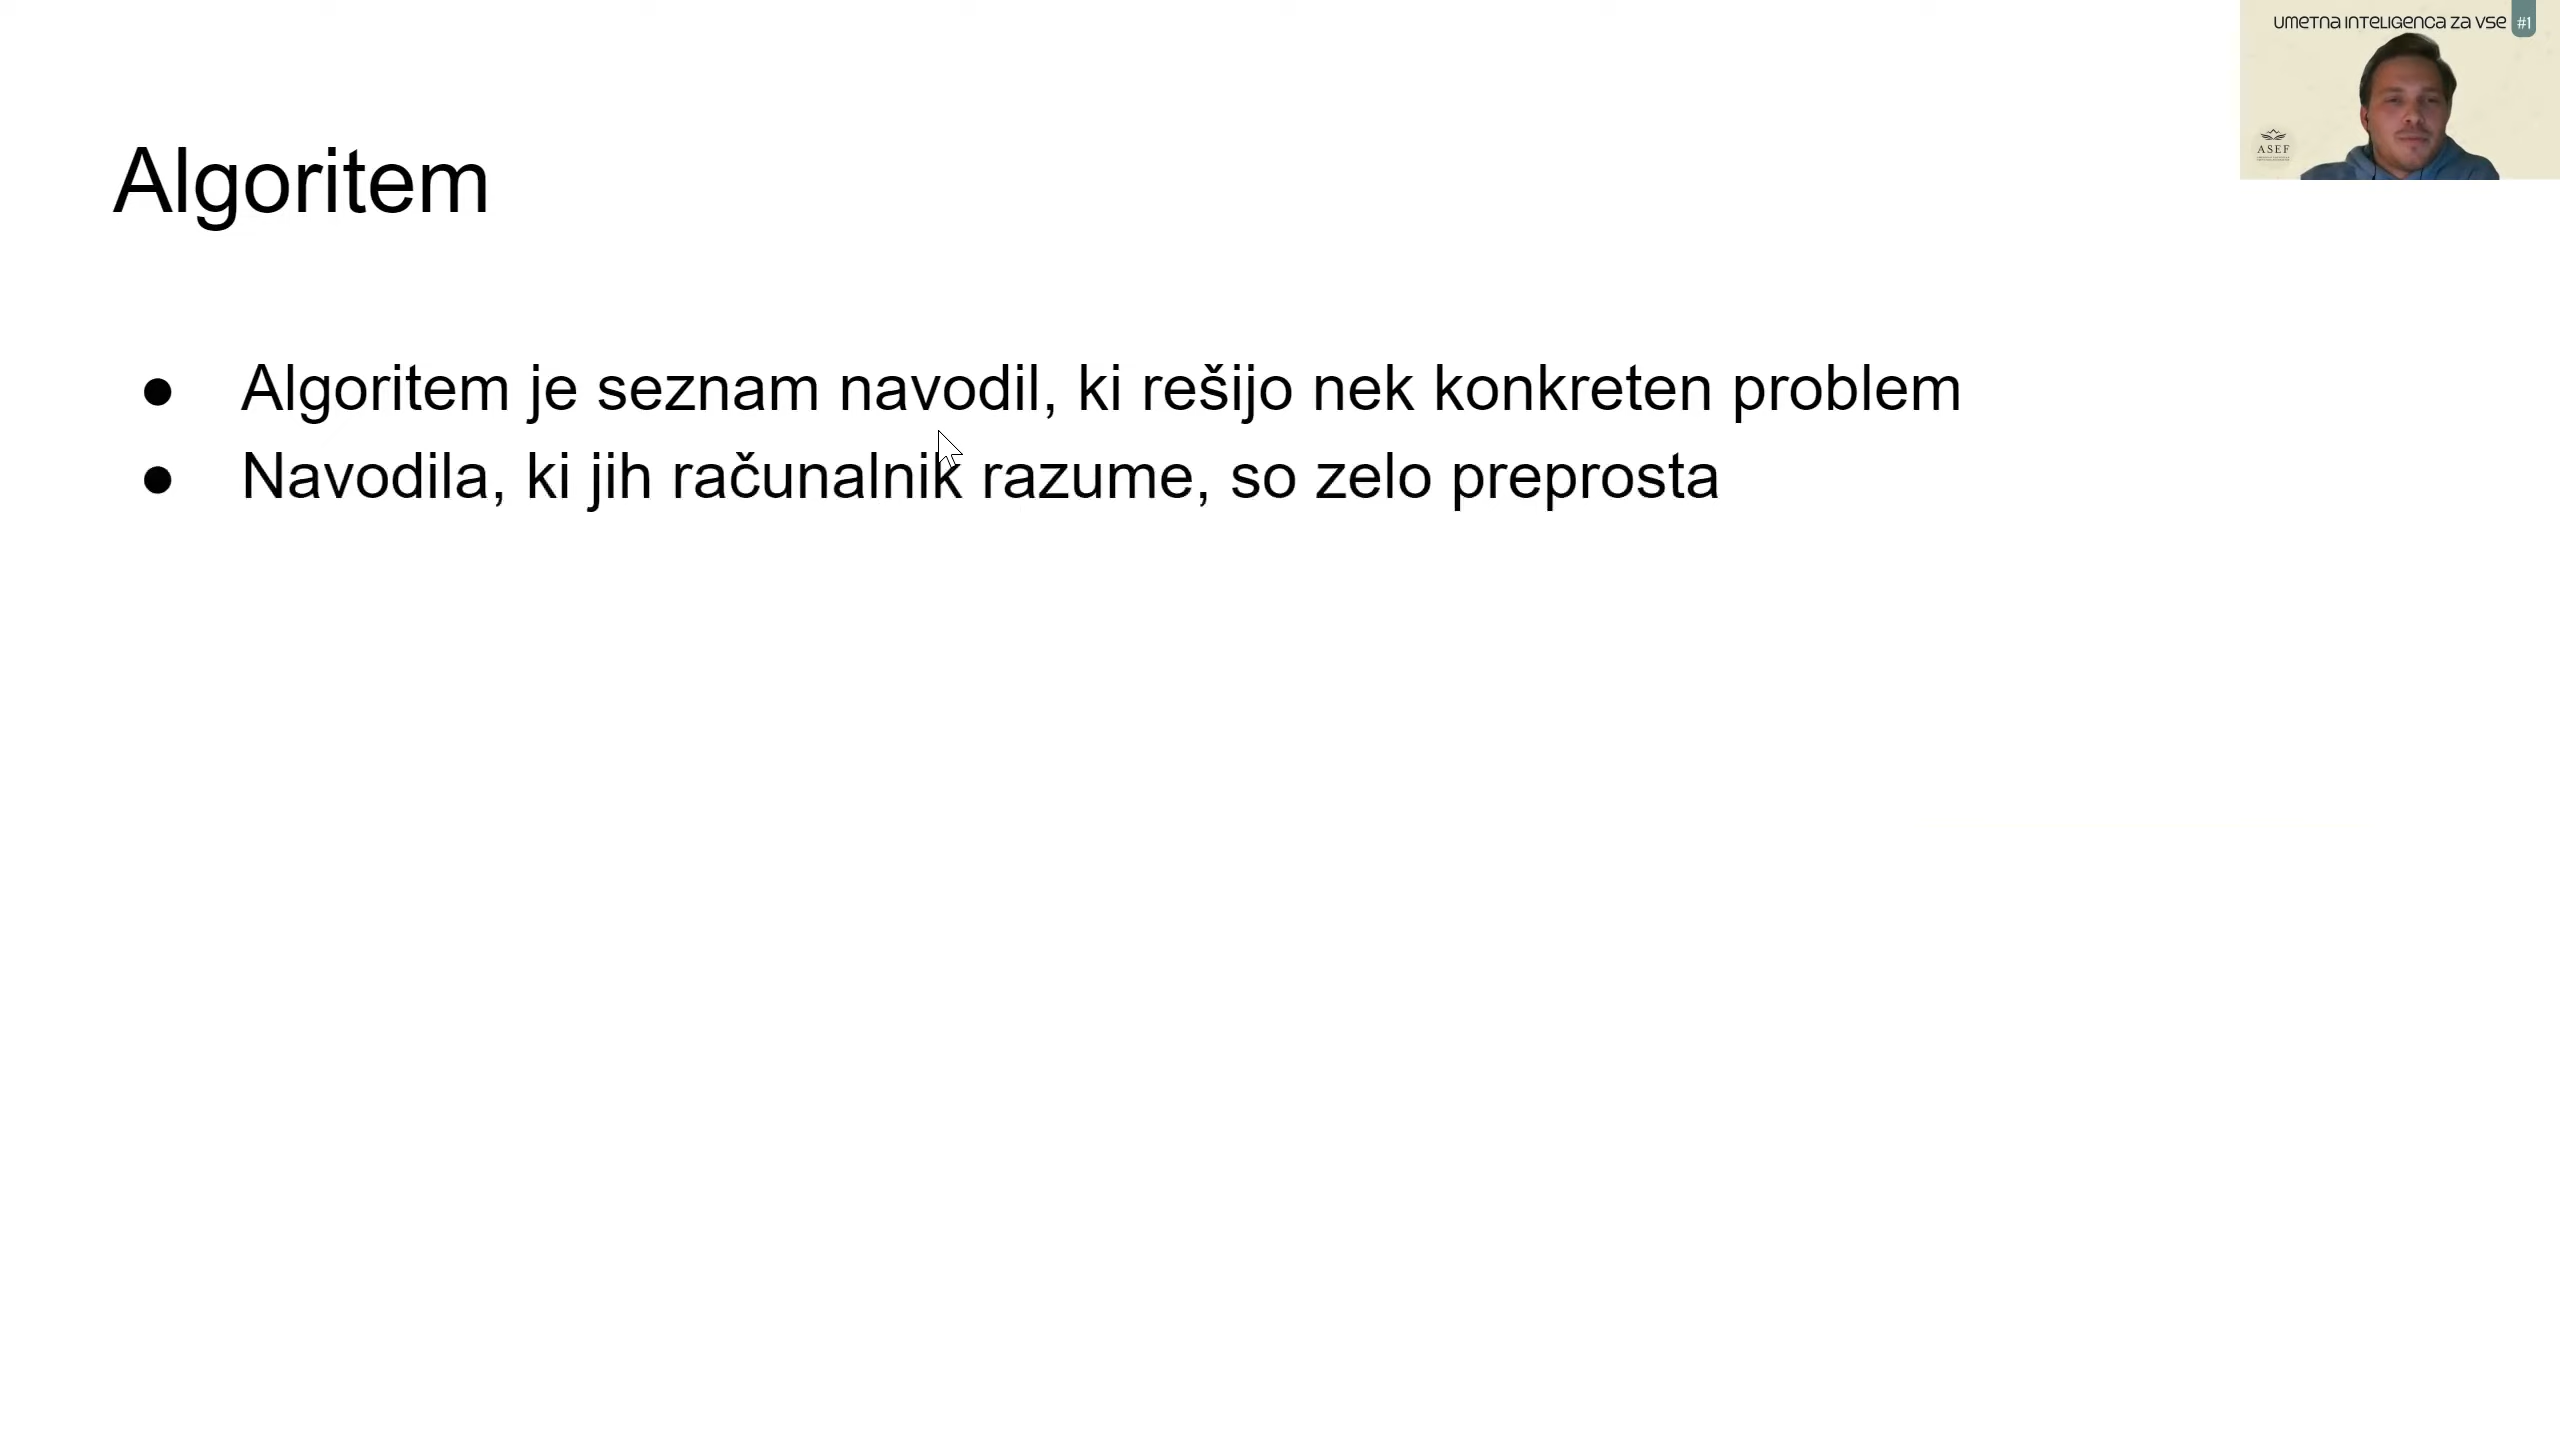 UMETNA INTELIGENCA ZA VSE #1
ASEF
Algoritem
● Algoritem je seznam navodil, ki rešijo nek konkreten problem
● Navodila, ki jih računalnik razume, so zelo preprosta